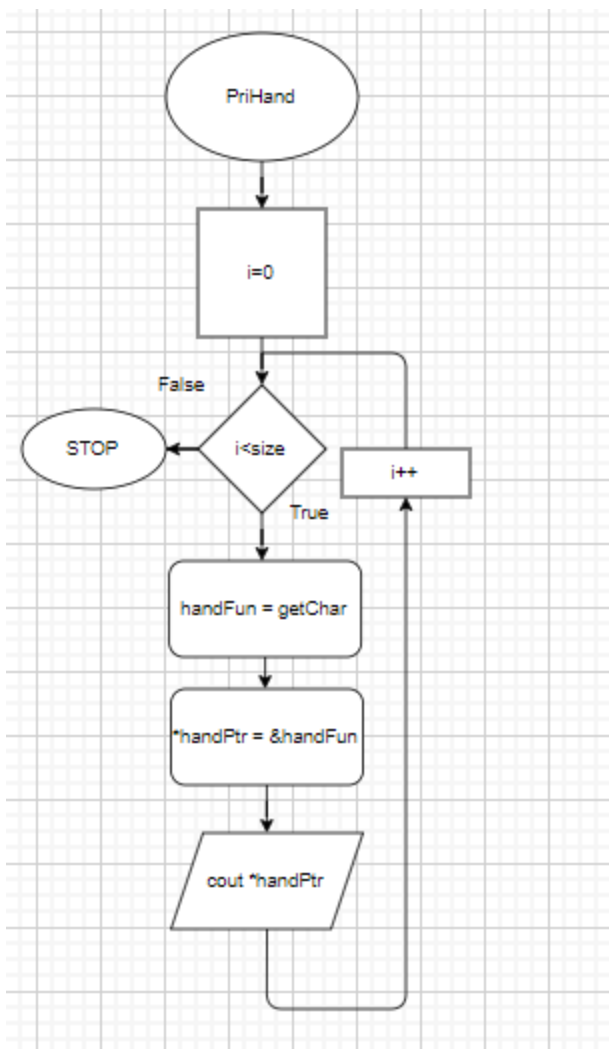 PriHand
i=0
False
STOP
i<size
i++
True
handFun = getChar
*handPtr = &handFun
cout *handPtr